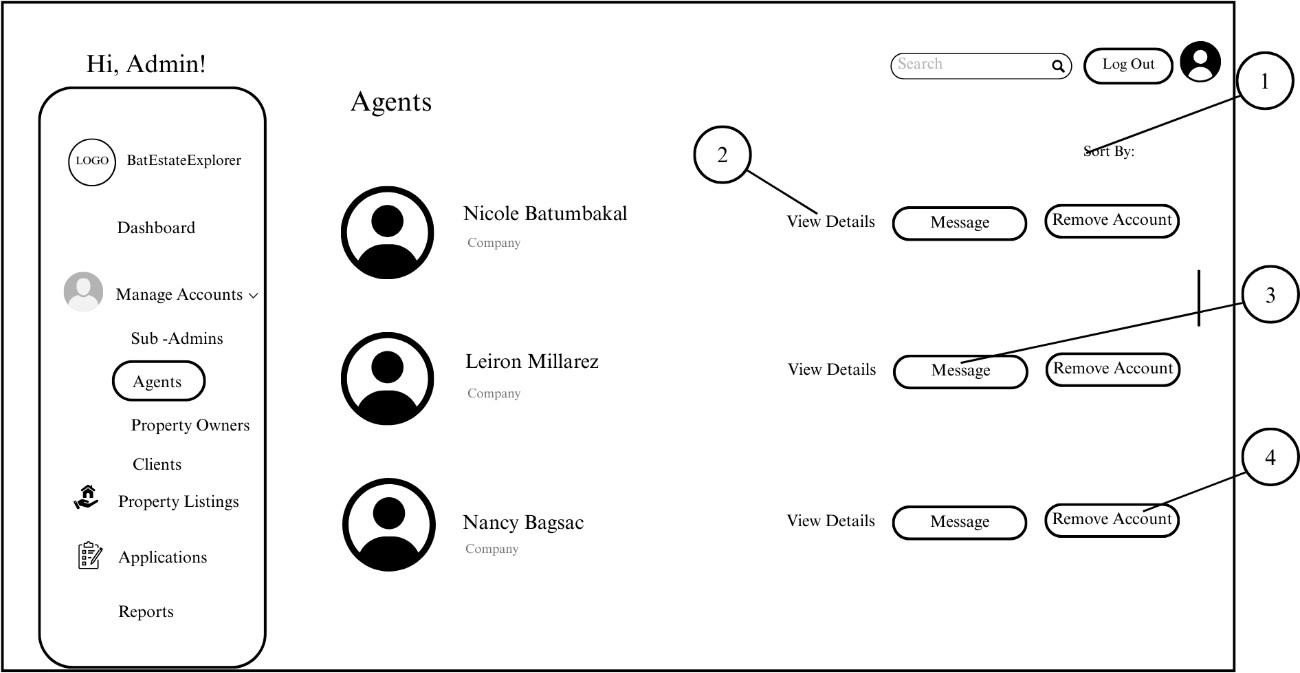 Hi, Admin!
Search
Log Out
1
Agents
LOGO
BatEstateExplorer
2
Sort By:
Dashboard
Nicole Batumbakal
Company
View Details
Message
Remove Account
Manage Accounts
3
Sub -Admins
Leiron Millarez
Company
View Details
Message
Remove Account
Agents
Property Owners
Clients
4
Property Listings
Nancy Bagsac
Company
View Details
Message
Remove Account
Applications
Reports